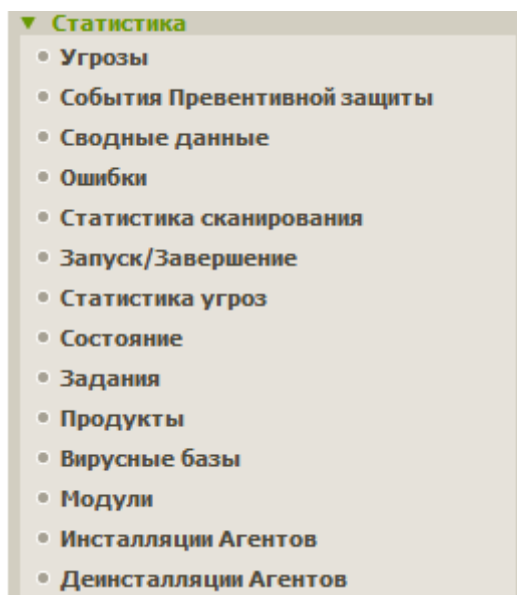 Статистика
Угрозы
События Превентивной защиты
Сводные данные
Ошибки
Статистика сканирования
Запуск/Завершение
Статистика угроз
Состояние
Задания
Продукты
Вирусные базы
Модули
Инсталляции Агентов
Деинсталляции Агентов